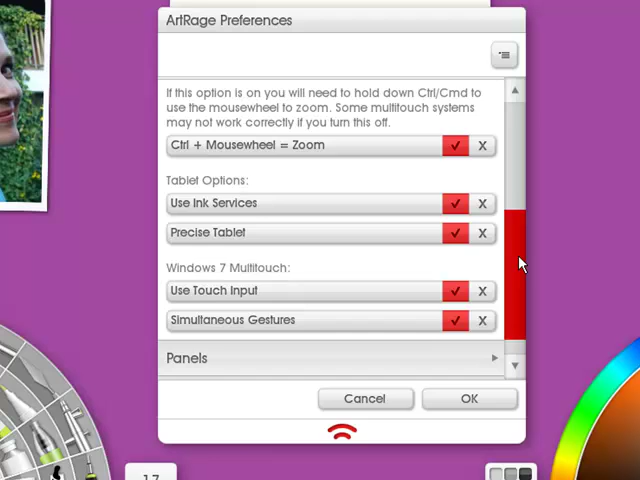 ArtRage Preferences
If this option is on you will need to hold down Ctrl/Cmd to
use the mousewheel to zoom. Some multitouch systems
may not work correctly if you turn this off.
Ctrl + Mousewheel = Zoom
Tablet Options:
Use Ink Services
Precise Tablet
Windows 7 Multitouch:
Use Touch Input
Simultaneous Gestures
Panels
Cancel OK
17